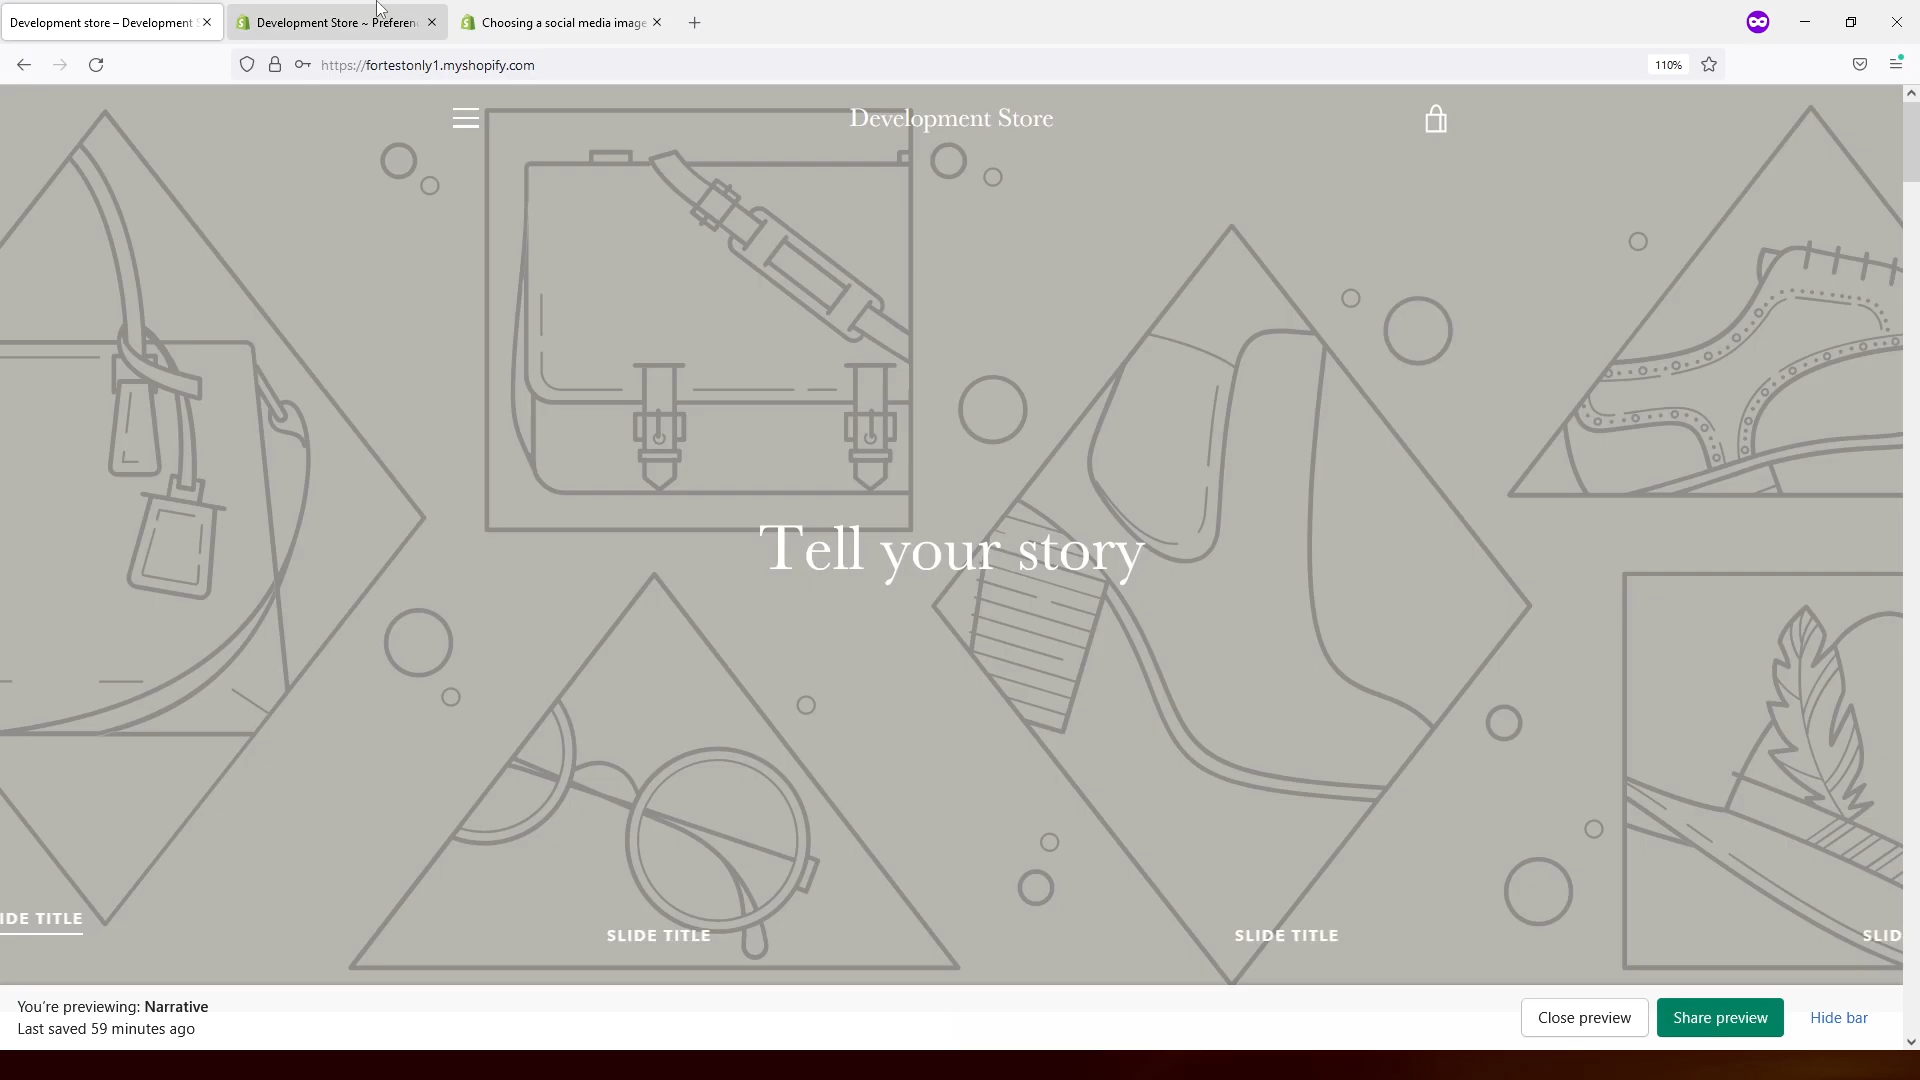 Development store – Development S
Development Store ~ Preferen
Choosing a social media image
https://fortestonly1.myshopify.com
110%
Development Store
Tell your story
IDE TITLE
SLIDE TITLE
SLIDE TITLE
SLID
You're previewing: Narrative
Last saved 59 minutes ago
Close preview
Share preview
Hide bar